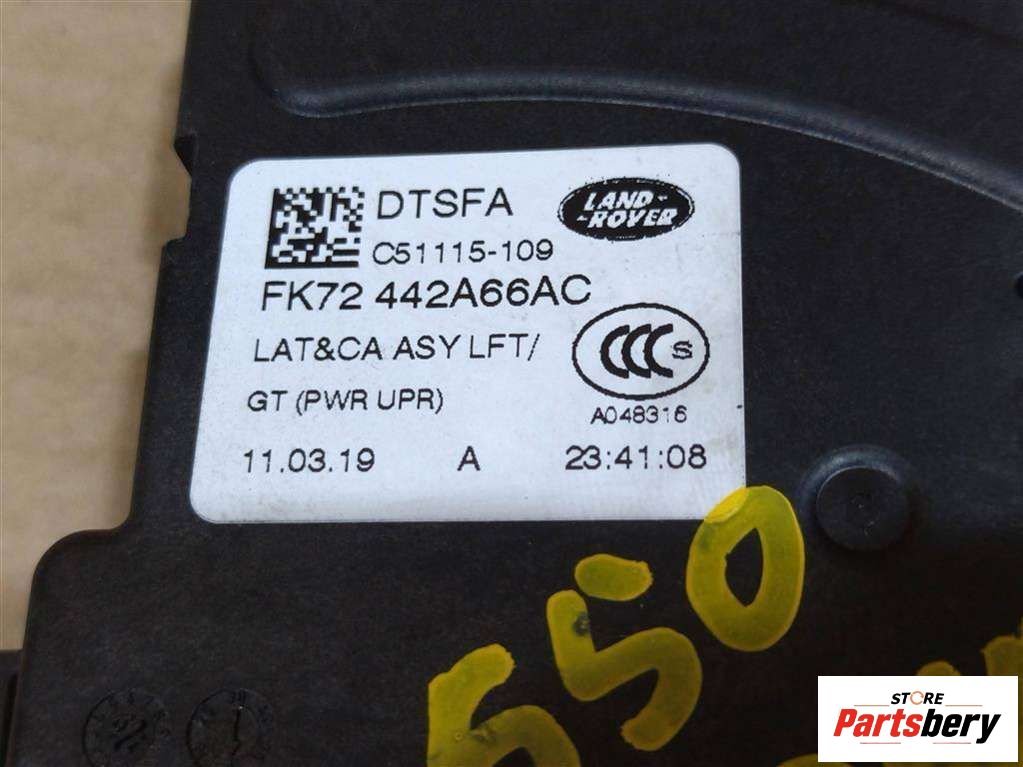 DTSFA
LAND-
-ROVER
C51115-109
FK72 442A66AC
LAT&CA ASY LFT/
GT (PWR UPR)
CCC S
A048316
11.03.19 A 23:41:08
550
STORE
Partsbery